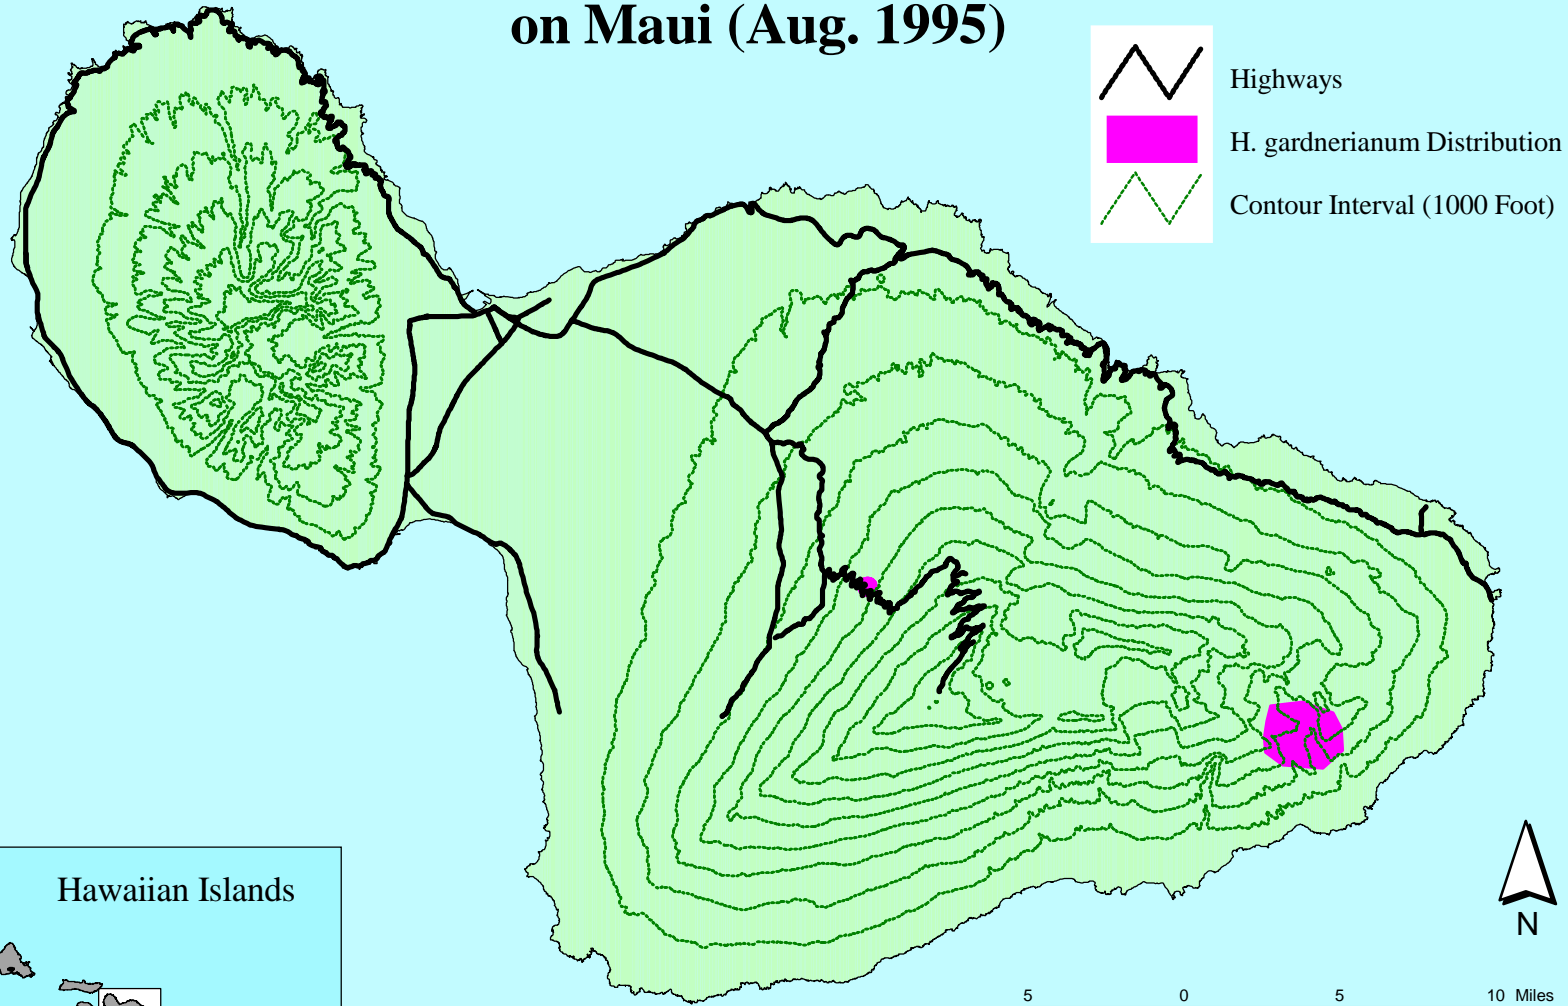 on Maui (Aug. 1995)
Highways
H. gardnerianum Distribution
Contour Interval (1000 Foot)
Hawaiian Islands
N
5 0 5 10 Miles